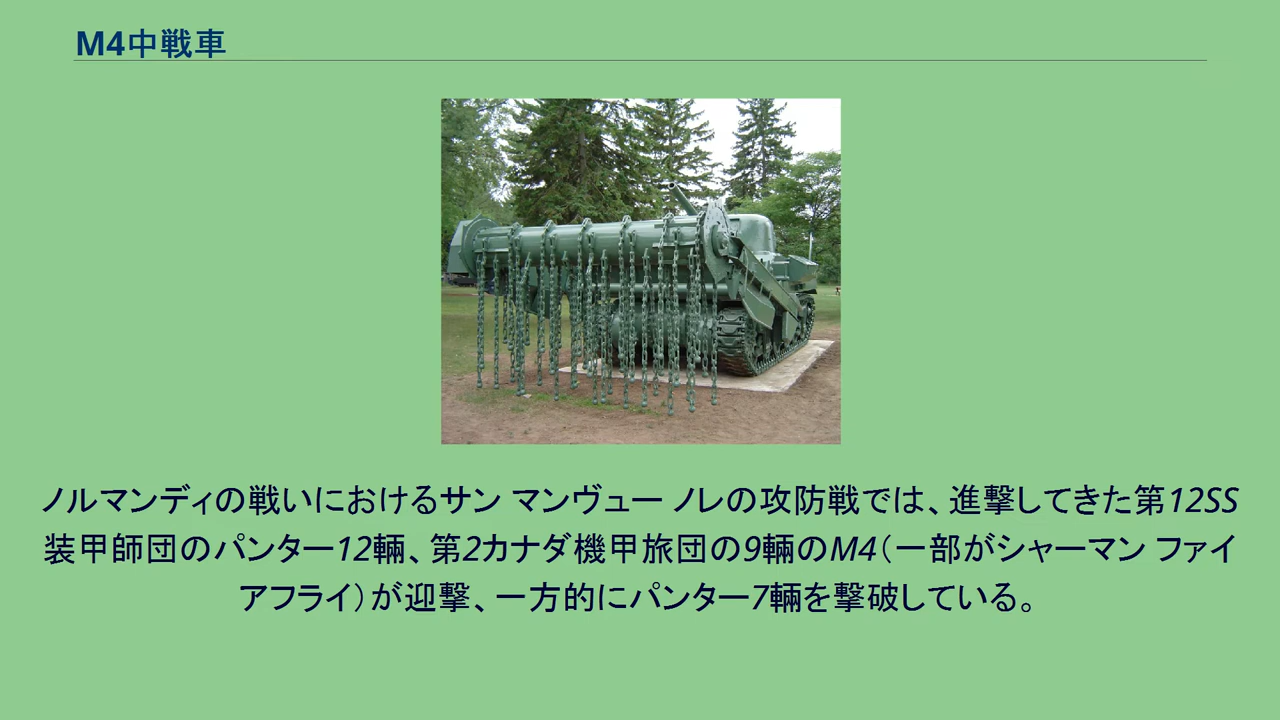 M4中戦車
ノルマンディの戦いにおけるサン マンヴュー ノレの攻防戦では、進撃してきた第12SS
装甲師団のパンター12輛、第2カナダ機甲旅団の9輛のM4（一部がシャーマン ファイ
アフライ）が迎撃、一方的にパンター7輛を撃破している。